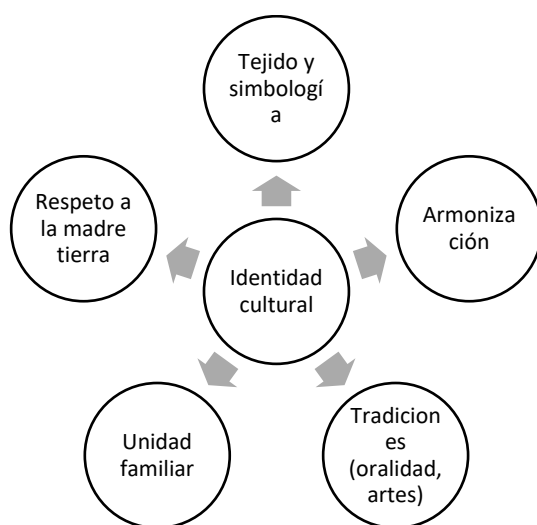 Tejido y
simbologí
a
Respeto a
la madre
tierra
Armoniza
ción
Identidad
cultural
Unidad
familiar
Tradicion
es
(oralidad,
artes)